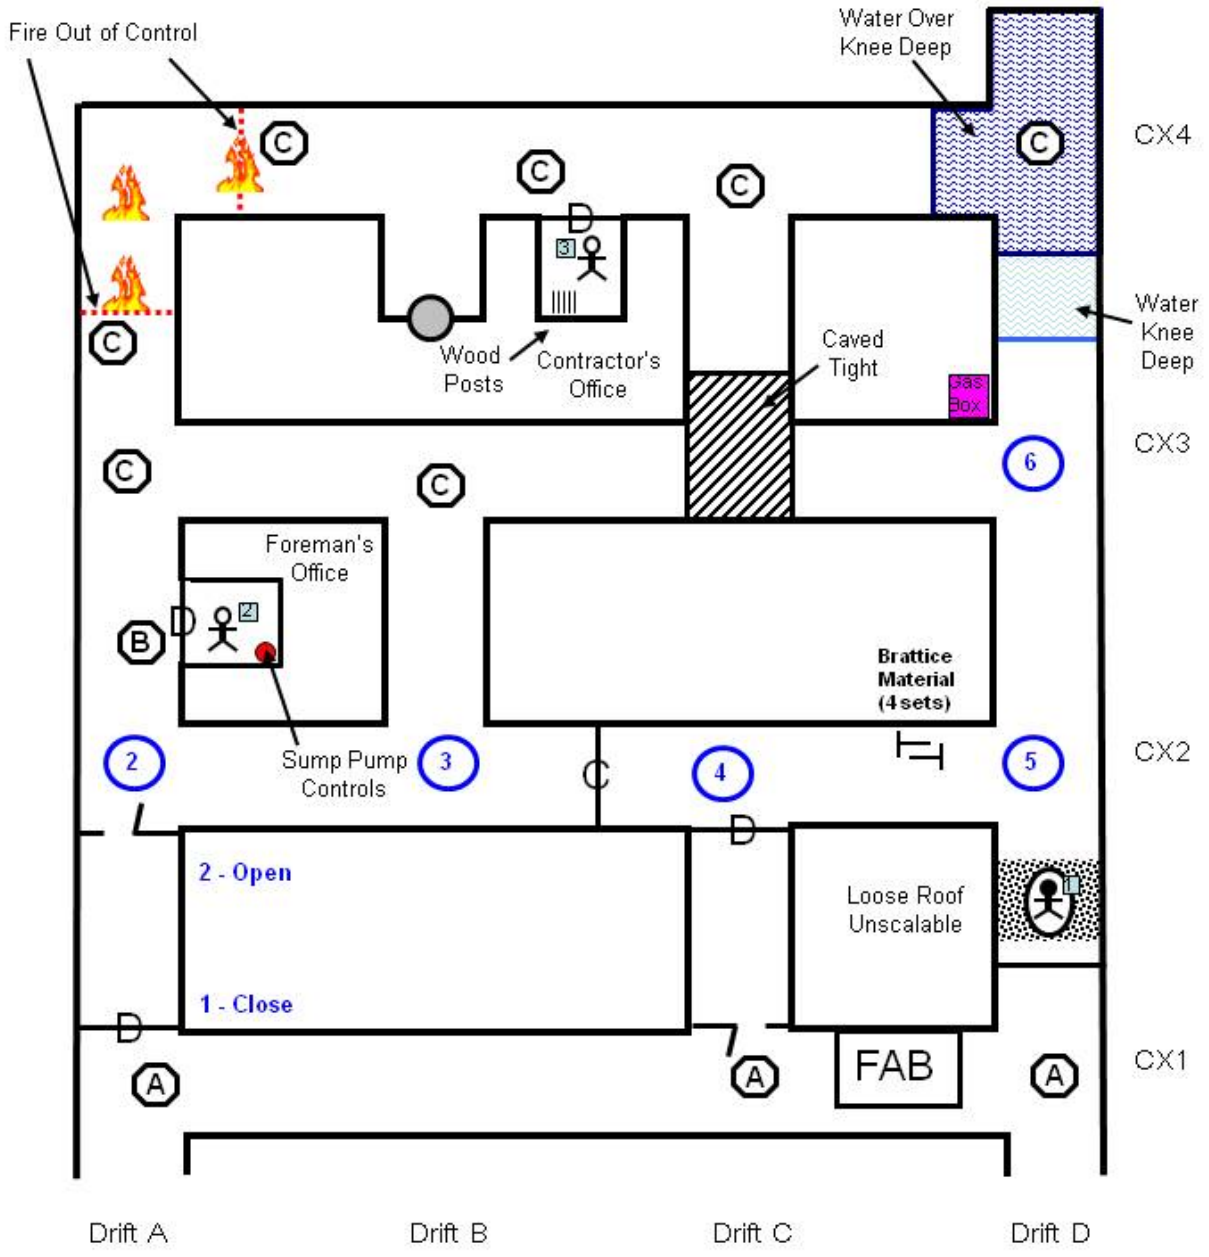 Fire Out of Control
Water Over
Knee Deep
C
C
C
C
CX4
D
3
C
Wood
Posts
Contractor's
Office
Caved
Tight
Water
Knee
Deep
Gas
Box
CX3
C
C
6
Foreman's
Office
D
2
B
Brattice
Material
(4 sets)
2
Sump Pump
Controls
3
C
4
5
CX2
D
2 - Open
Loose Roof
Unscalable
1
1 - Close
D
A
A
FAB
A
CX1
Drift A
Drift B
Drift C
Drift D